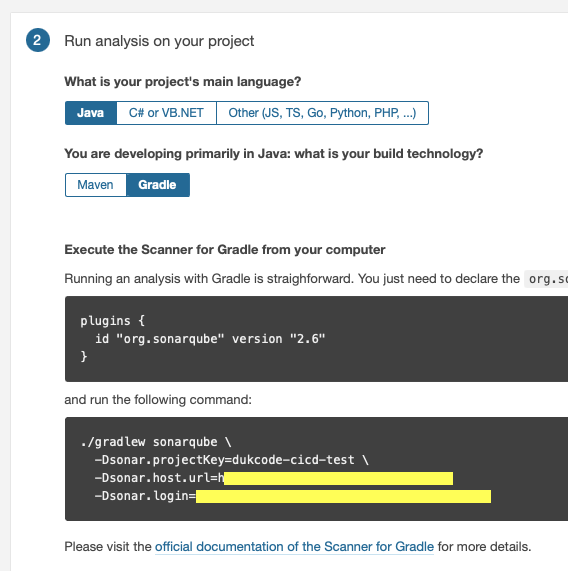 2 Run analysis on your project
What is your project's main language?
Java C# or VB.NET Other (JS, TS, Go, Python, PHP, ...)
You are developing primarily in Java: what is your build technology?
Maven Gradle
Execute the Scanner for Gradle from your computer
Running an analysis with Gradle is straighforward. You just need to declare the org.so
plugins {
  id "org.sonarqube" version "2.6"
}
and run the following command:
./gradlew sonarqube \
  -Dsonar.projectKey=dukcode-cicd-test \
  -Dsonar.host.url=h
  -Dsonar.login=
Please visit the official documentation of the Scanner for Gradle for more details.